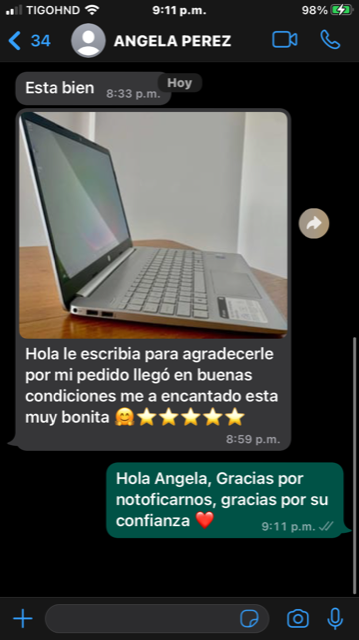 TIGOHND 9:11 p.m. 98%
34 ANGELA PEREZ
Hoy
Esta bien 8:33 p.m.
hp
Hola le escribia para agradecerle
por mi pedido llegó en buenas
condiciones me a encantado esta
muy bonita 🤗⭐⭐⭐⭐⭐
8:59 p.m.
Hola Angela, Gracias por
notoficarnos, gracias por su
confianza ❤️ 9:11 p.m.